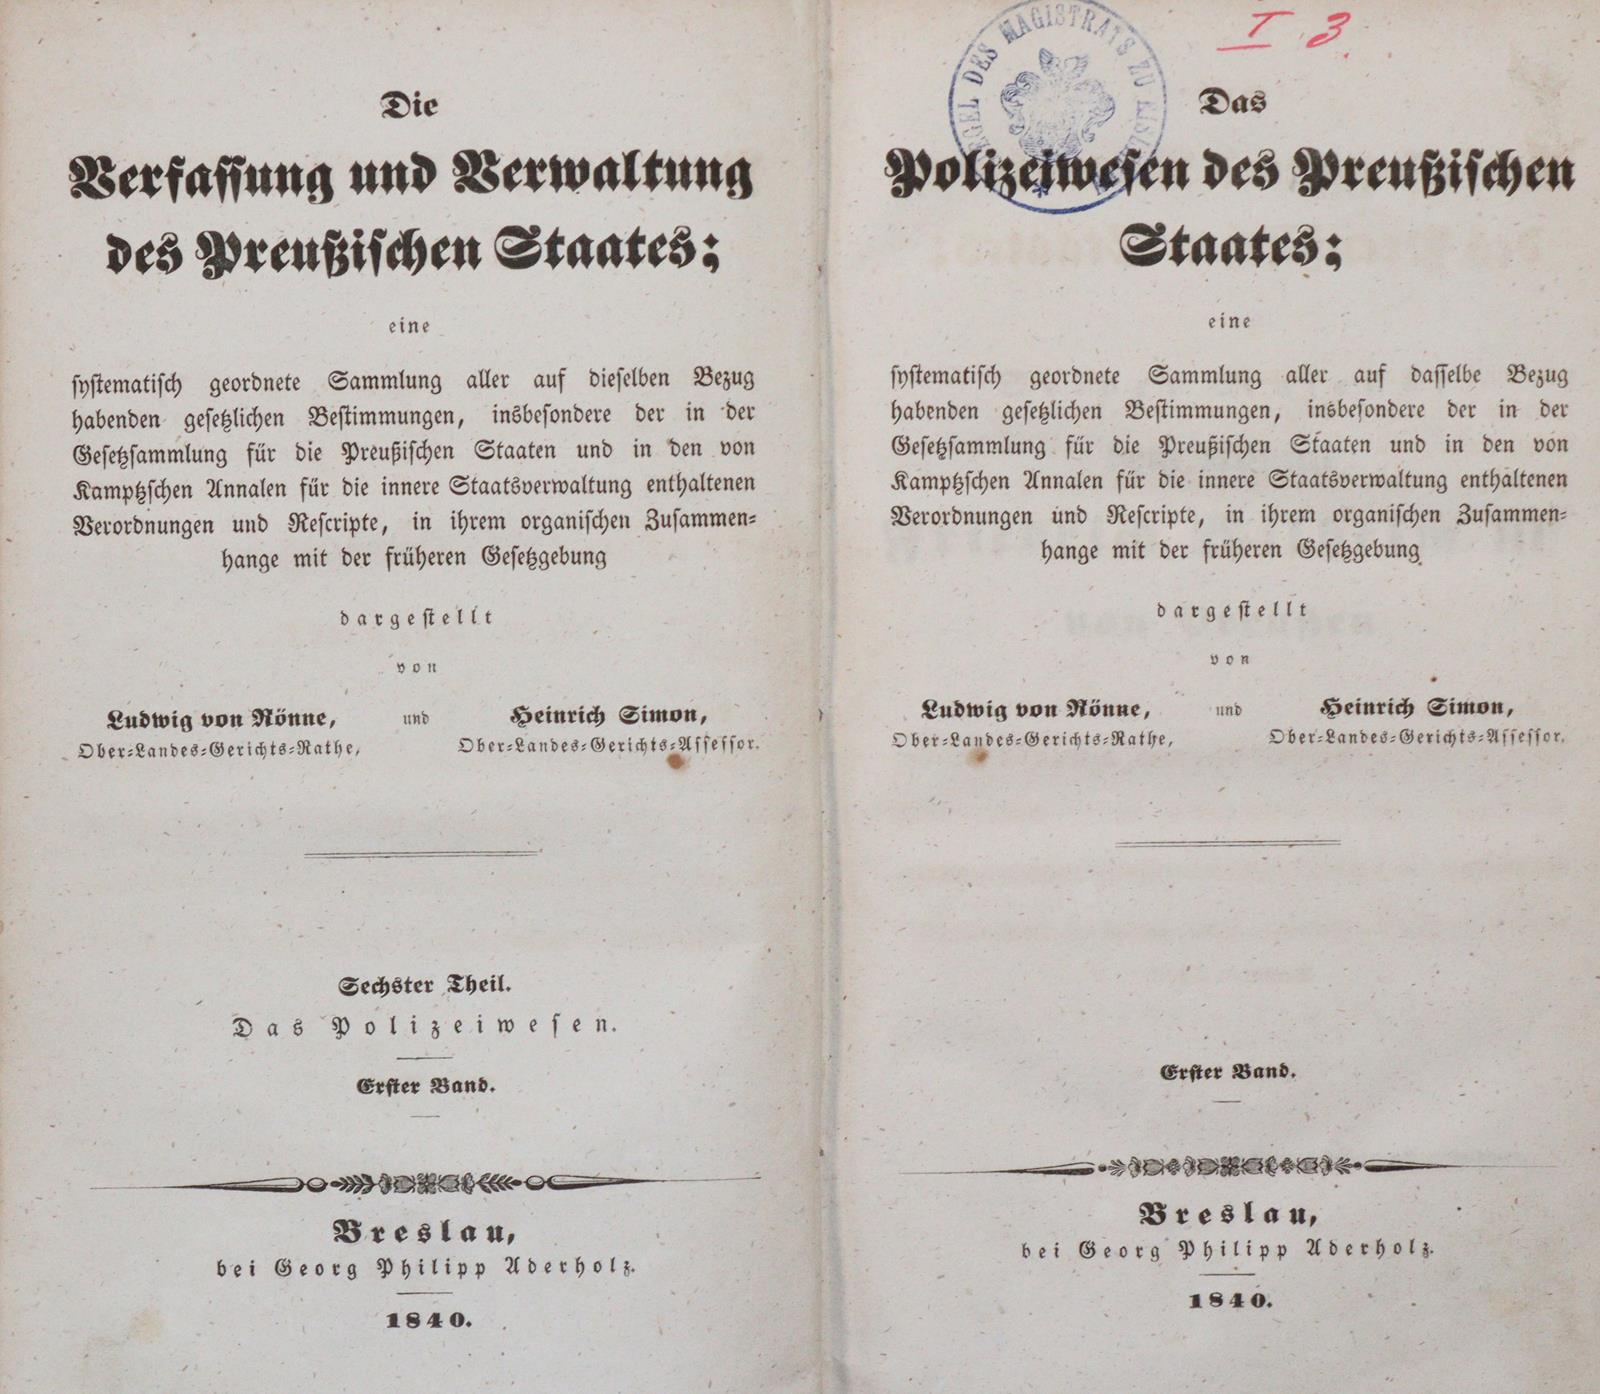 Die
Verfassung und Verwaltung
des Preußischen Staates;
eine
systematisch geordnete Sammlung aller auf dieselben Bezug
habenden gesetzlichen Bestimmungen, insbesondere der in der
Gesetzsammlung für die Preußischen Staaten und in den von
Kamptzschen Annalen für die innere Staatsverwaltung enthaltenen
Verordnungen und Rescripte, in ihrem organischen Zusammen=
hange mit der früheren Gesetzgebung
dargestellt
von
Ludwig von Rönne, und Heinrich Simon,
Ober=Landes=Gerichts=Rathe, Ober=Landes=Gerichts=Assessor.
Sechster Theil.
Das Polizeiwesen.
Erster Band.
Breslau,
bei Georg Philipp Aderholz.
1840.
I 3.
DES MAGISTRATS ZU
Das
Polizeiwesen des Preußischen
Staates;
eine
systematisch geordnete Sammlung aller auf dasselbe Bezug
habenden gesetzlichen Bestimmungen, insbesondere der in der
Gesetzsammlung für die Preußischen Staaten und in den von
Kamptzschen Annalen für die innere Staatsverwaltung enthaltenen
Verordnungen und Rescripte, in ihrem organischen Zusammen=
hange mit der früheren Gesetzgebung
dargestellt
von
Ludwig von Rönne, und Heinrich Simon,
Ober=Landes=Gerichts=Rathe, Ober=Landes=Gerichts=Assessor.
Erster Band.
Breslau,
bei Georg Philipp Aderholz.
1840.